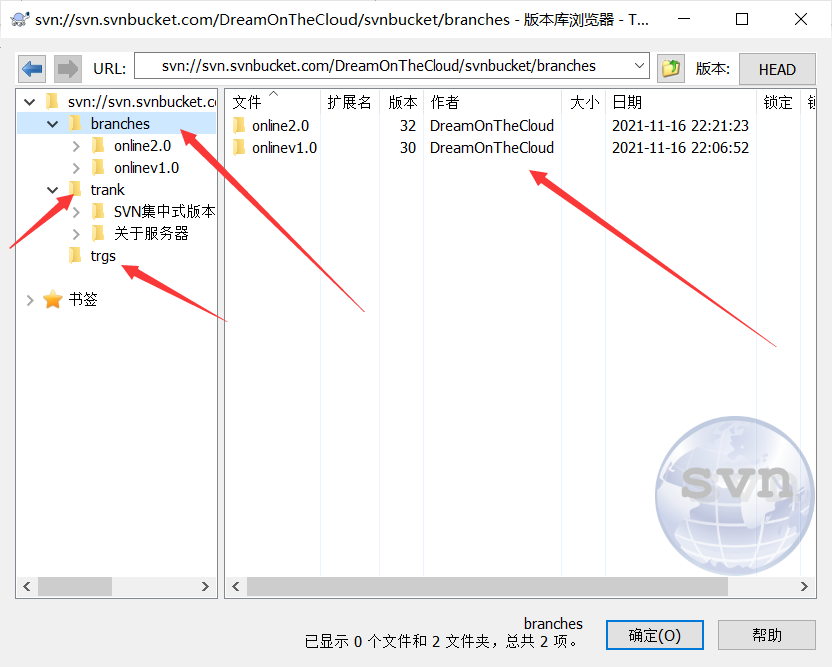 svn://svn.svnbucket.com/DreamOnTheCloud/svnbucket/branches - 版本库浏览器 - T...
URL: svn://svn.svnbucket.com/DreamOnTheCloud/svnbucket/branches 版本: HEAD
svn://svn.svnbucket.c
branches
online2.0
onlinev1.0
trank
SVN集中式版本
关于服务器
trgs
书签
文件 扩展名 版本 作者 大小 日期 锁定
online2.0 32 DreamOnTheCloud 2021-11-16 22:21:23
onlinev1.0 30 DreamOnTheCloud 2021-11-16 22:06:52
svn
branches
已显示 0 个文件和 2 文件夹，总共 2 项。
确定(O) 帮助